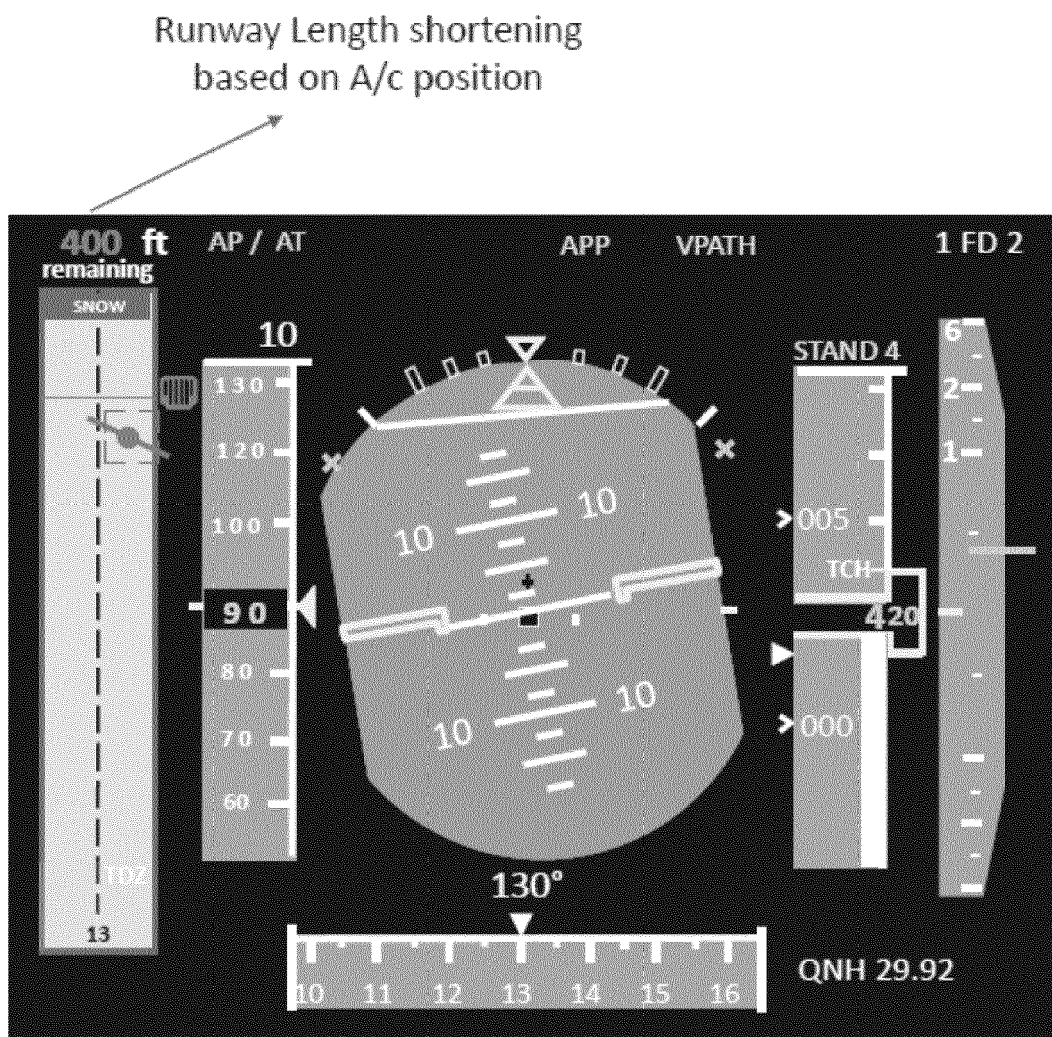 Runway Length shortening
based on A/c position
400 ft AP / AT APP VPATH 1 FD 2
remaining
SNOW
10
130
120
100
90
80
70
60
10 10
10 10
STAND 4
005
TCH
420
000
6
2
1
TDZ
13
130°
10 11 12 13 14 15 16
QNH 29.92